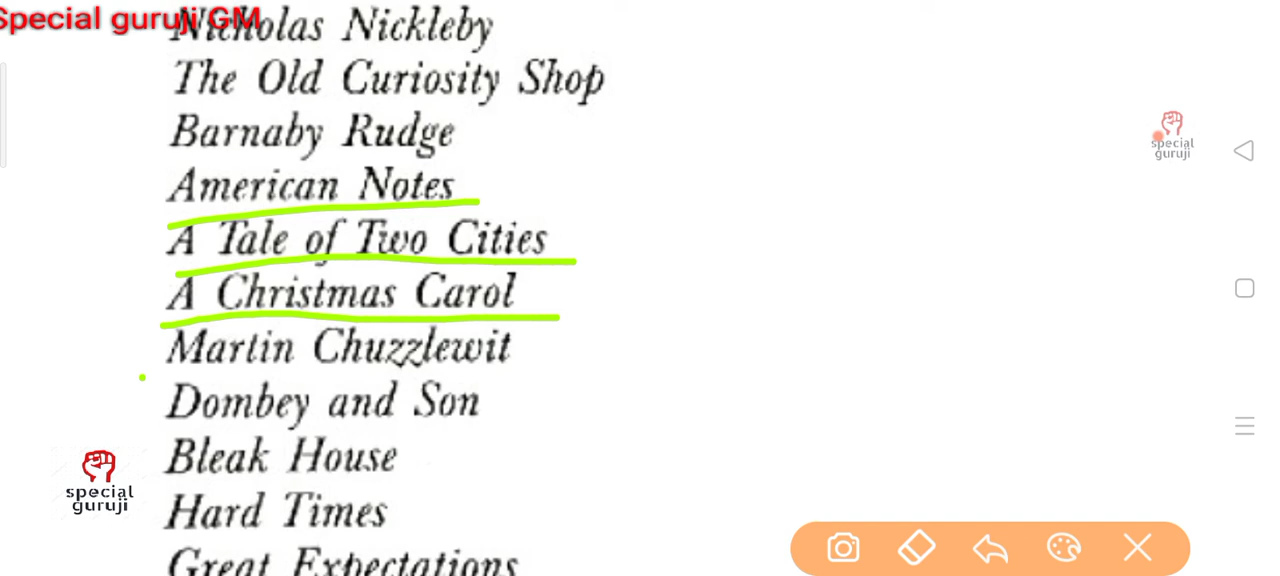 Special guruji GM
Nicholas Nickleby
The Old Curiosity Shop
Barnaby Rudge
American Notes
A Tale of Two Cities
A Christmas Carol
Martin Chuzzlewit
Dombey and Son
Bleak House
Hard Times
Great Expectations
special
guruji
special
guruji